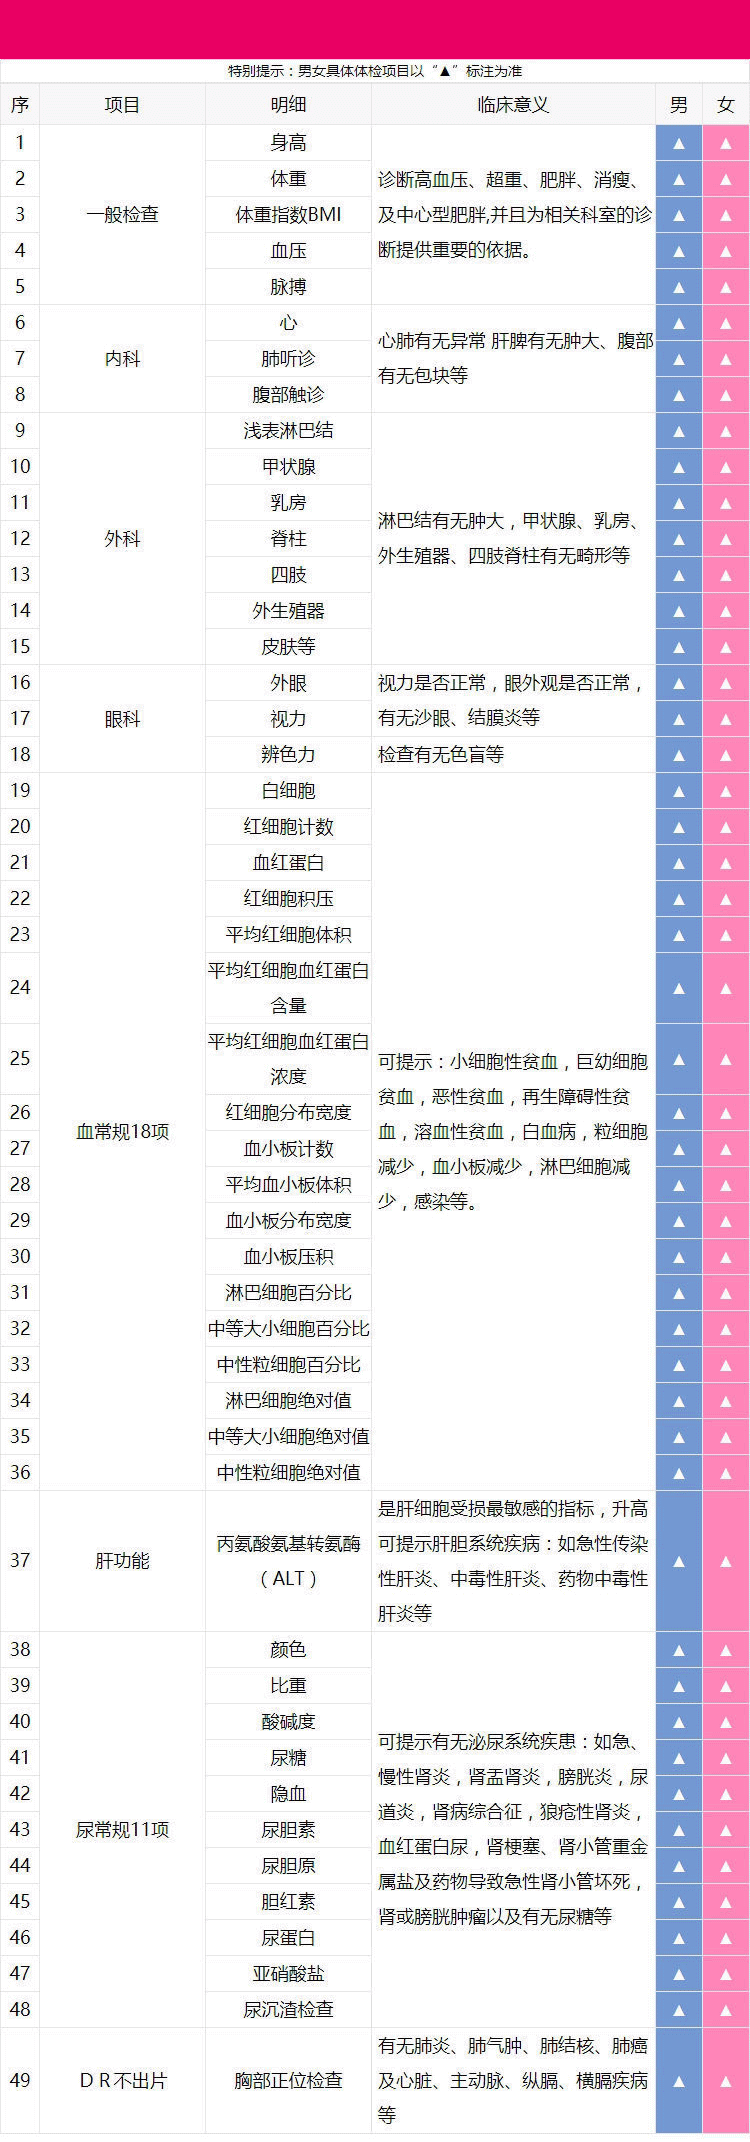 特别提示：男女具体体检项目以“▲”标注为准
序 项目 明细 临床意义 男 女
1 一般检查 身高 诊断高血压、超重、肥胖、消瘦、 ▲ ▲
2 体重 及中心型肥胖,并且为相关科室的诊 ▲ ▲
3 体重指数BMI 断提供重要的依据。 ▲ ▲
4 血压 ▲ ▲
5 脉搏 ▲ ▲
6 内科 心 心肺有无异常 肝脾有无肿大、腹部 ▲ ▲
7 肺听诊 有无包块等 ▲ ▲
8 腹部触诊 ▲ ▲
9 外科 浅表淋巴结 淋巴结有无肿大，甲状腺、乳房、 ▲ ▲
10 甲状腺 外生殖器、四肢脊柱有无畸形等 ▲ ▲
11 乳房 ▲ ▲
12 脊柱 ▲ ▲
13 四肢 ▲ ▲
14 外生殖器 ▲ ▲
15 皮肤等 ▲ ▲
16 眼科 外眼 视力是否正常，眼外观是否正常， ▲ ▲
17 视力 有无沙眼、结膜炎等 ▲ ▲
18 辨色力 检查有无色盲等 ▲ ▲
19 血常规18项 白细胞 可提示：小细胞性贫血，巨幼细胞 ▲ ▲
20 红细胞计数 贫血，恶性贫血，再生障碍性贫 ▲ ▲
21 血红蛋白 血，溶血性贫血，白血病，粒细胞 ▲ ▲
22 红细胞积压 减少，血小板减少，淋巴细胞减 ▲ ▲
23 平均红细胞体积 少，感染等。 ▲ ▲
24 平均红细胞血红蛋白 ▲ ▲
含量
25 平均红细胞血红蛋白 ▲ ▲
浓度
26 红细胞分布宽度 ▲ ▲
27 血小板计数 ▲ ▲
28 平均血小板体积 ▲ ▲
29 血小板分布宽度 ▲ ▲
30 血小板压积 ▲ ▲
31 淋巴细胞百分比 ▲ ▲
32 中等大小细胞百分比 ▲ ▲
33 中性粒细胞百分比 ▲ ▲
34 淋巴细胞绝对值 ▲ ▲
35 中等大小细胞绝对值 ▲ ▲
36 中性粒细胞绝对值 ▲ ▲
37 肝功能 丙氨酸氨基转氨酶 是肝细胞受损最敏感的指标，升高 ▲ ▲
（ALT） 可提示肝胆系统疾病：如急性传染
性肝炎、中毒性肝炎、药物中毒性
肝炎等
38 尿常规11项 颜色 可提示有无泌尿系统疾患：如急、 ▲ ▲
39 比重 慢性肾炎，肾盂肾炎，膀胱炎，尿 ▲ ▲
40 酸碱度 道炎，肾病综合征，狼疮性肾炎， ▲ ▲
41 尿糖 血红蛋白尿，肾梗塞、肾小管重金 ▲ ▲
42 隐血 属盐及药物导致急性肾小管坏死， ▲ ▲
43 尿胆素 肾或膀胱肿瘤以及有无尿糖等 ▲ ▲
44 尿胆原 ▲ ▲
45 胆红素 ▲ ▲
46 尿蛋白 ▲ ▲
47 亚硝酸盐 ▲ ▲
48 尿沉渣检查 ▲ ▲
49 ＤＲ不出片 胸部正位检查 有无肺炎、肺气肿、肺结核、肺癌 ▲ ▲
及心脏、主动脉、纵膈、横膈疾病
等